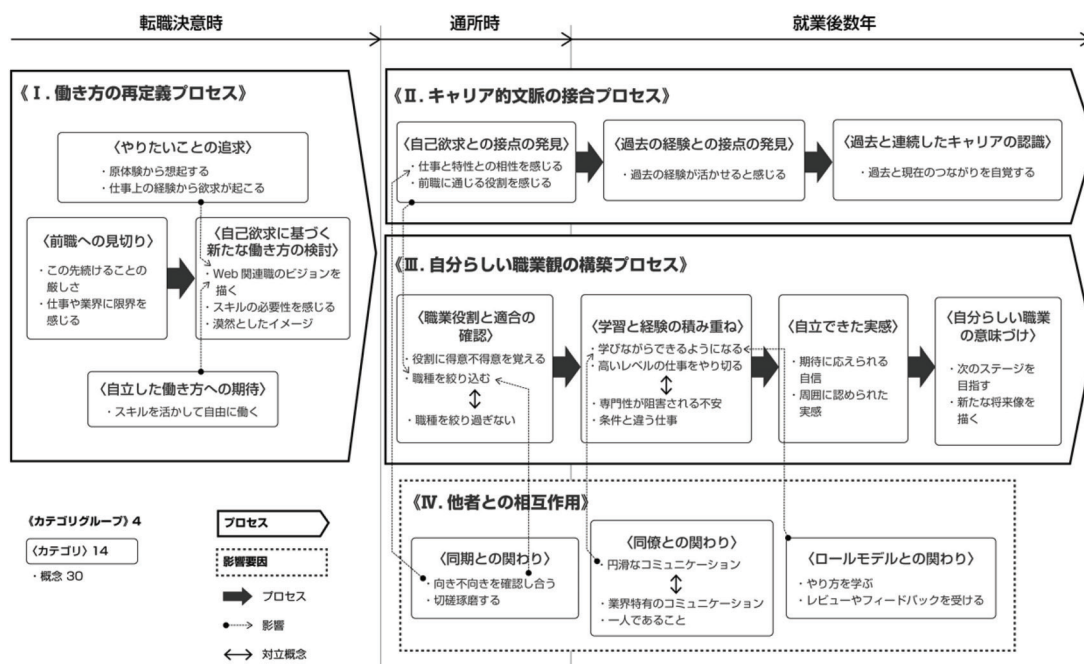 転職決意時
通所時
就業後数年
《Ⅰ. 働き方の再定義プロセス》
〈やりたいことの追求〉
・原体験から想起する
・仕事上の経験から欲求が起こる
〈前職への見切り〉
・この先続けることの
厳しさ
・仕事や業界に限界を
感じる
〈自己欲求に基づく
新たな働き方の検討〉
・Web 関連職のビジョンを
描く
・スキルの必要性を感じる
・漠然としたイメージ
〈自立した働き方への期待〉
・スキルを活かして自由に働く
《Ⅱ. キャリア的文脈の接合プロセス》
〈自己欲求との接点の発見〉
・仕事と特性との相性を感じる
・前職に通じる役割を感じる
〈過去の経験との接点の発見〉
・過去の経験が活かせると感じる
〈過去と連続したキャリアの認識〉
・過去と現在のつながりを自覚する
《Ⅲ. 自分らしい職業観の構築プロセス》
〈職業役割と適合の
確認〉
・役割に得意不得意を覚える
・職種を絞り込む
・職種を絞り過ぎない
〈学習と経験の積み重ね〉
・学びながらできるようになる
・高いレベルの仕事をやり切る
・専門性が阻害される不安
・条件と違う仕事
〈自立できた実感〉
・期待に応えられる
自信
・周囲に認められた
実感
〈自分らしい職業
の意味づけ〉
・次のステージを
目指す
・新たな将来像を
描く
《Ⅳ. 他者との相互作用》
〈同期との関わり〉
・向き不向きを確認し合う
・切磋琢磨する
〈同僚との関わり〉
・円滑なコミュニケーション
・業界特有のコミュニケーション
・一人であること
〈ロールモデルとの関わり〉
・やり方を学ぶ
・レビューやフィードバックを受ける
《カテゴリグループ》4
〈カテゴリ〉14
・概念 30
プロセス
影響要因
プロセス
影響
対立概念